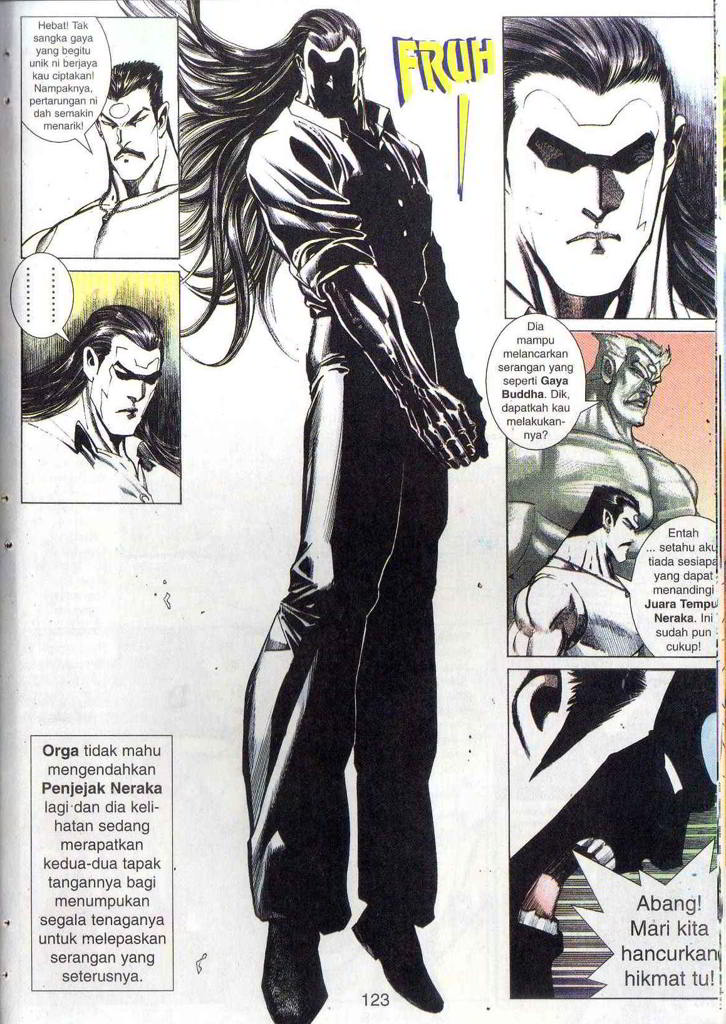 Hebat! Tak
sangka gaya
yang begitu
unik ni berjaya
kau ciptakan!
Nampaknya,
pertarungan ni
dah semakin
menarik!
FRUH
!
Dia
mampu
melancarkan
serangan yang
seperti Gaya
Buddha. Dik,
dapatkah kau
melakukan-
nya?
Entah
... setahu aku
tiada sesiapa
yang dapat
menandingi
Juara Tempu
Neraka. Ini
sudah pun
cukup!
Orga tidak mahu
mengendahkan
Penjejak Neraka
lagi dan dia keli-
hatan sedang
merapatkan
kedua-dua tapak
tangannya bagi
menumpukan
segala tenaganya
untuk melepaskan
serangan yang
seterusnya.
Abang!
Mari kita
hancurkan
hikmat tu!
123